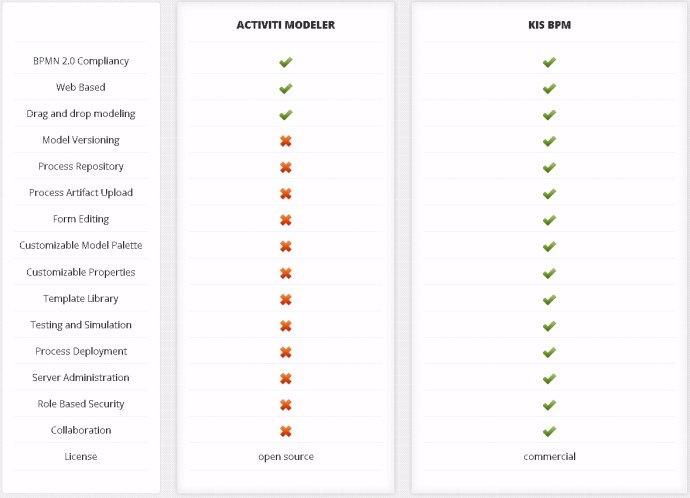 ACTIVITI MODELER KIS BPM
BPMN 2.0 Compliancy
Web Based
Drag and drop modeling
Model Versioning
Process Repository
Process Artifact Upload
Form Editing
Customizable Model Palette
Customizable Properties
Template Library
Testing and Simulation
Process Deployment
Server Administration
Role Based Security
Collaboration
License open source commercial